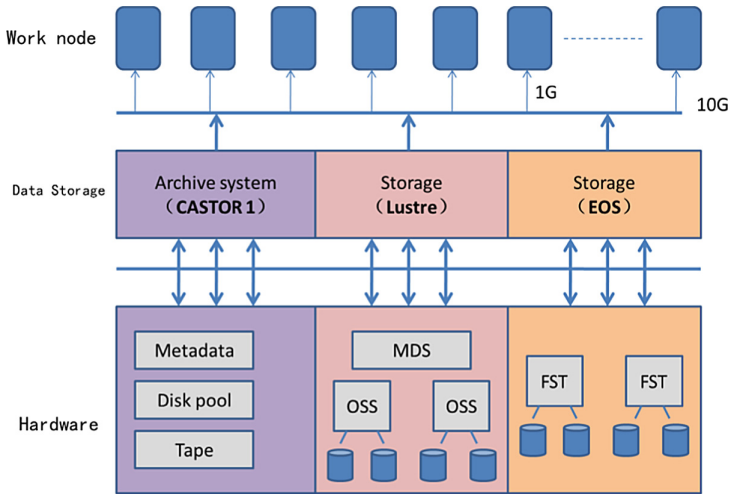 Work node
1G
10G
Data Storage
Archive system
（CASTOR 1）
Storage
（Lustre）
Storage
（EOS）
Hardware
Metadata
Disk pool
Tape
MDS
OSS
OSS
FST
FST